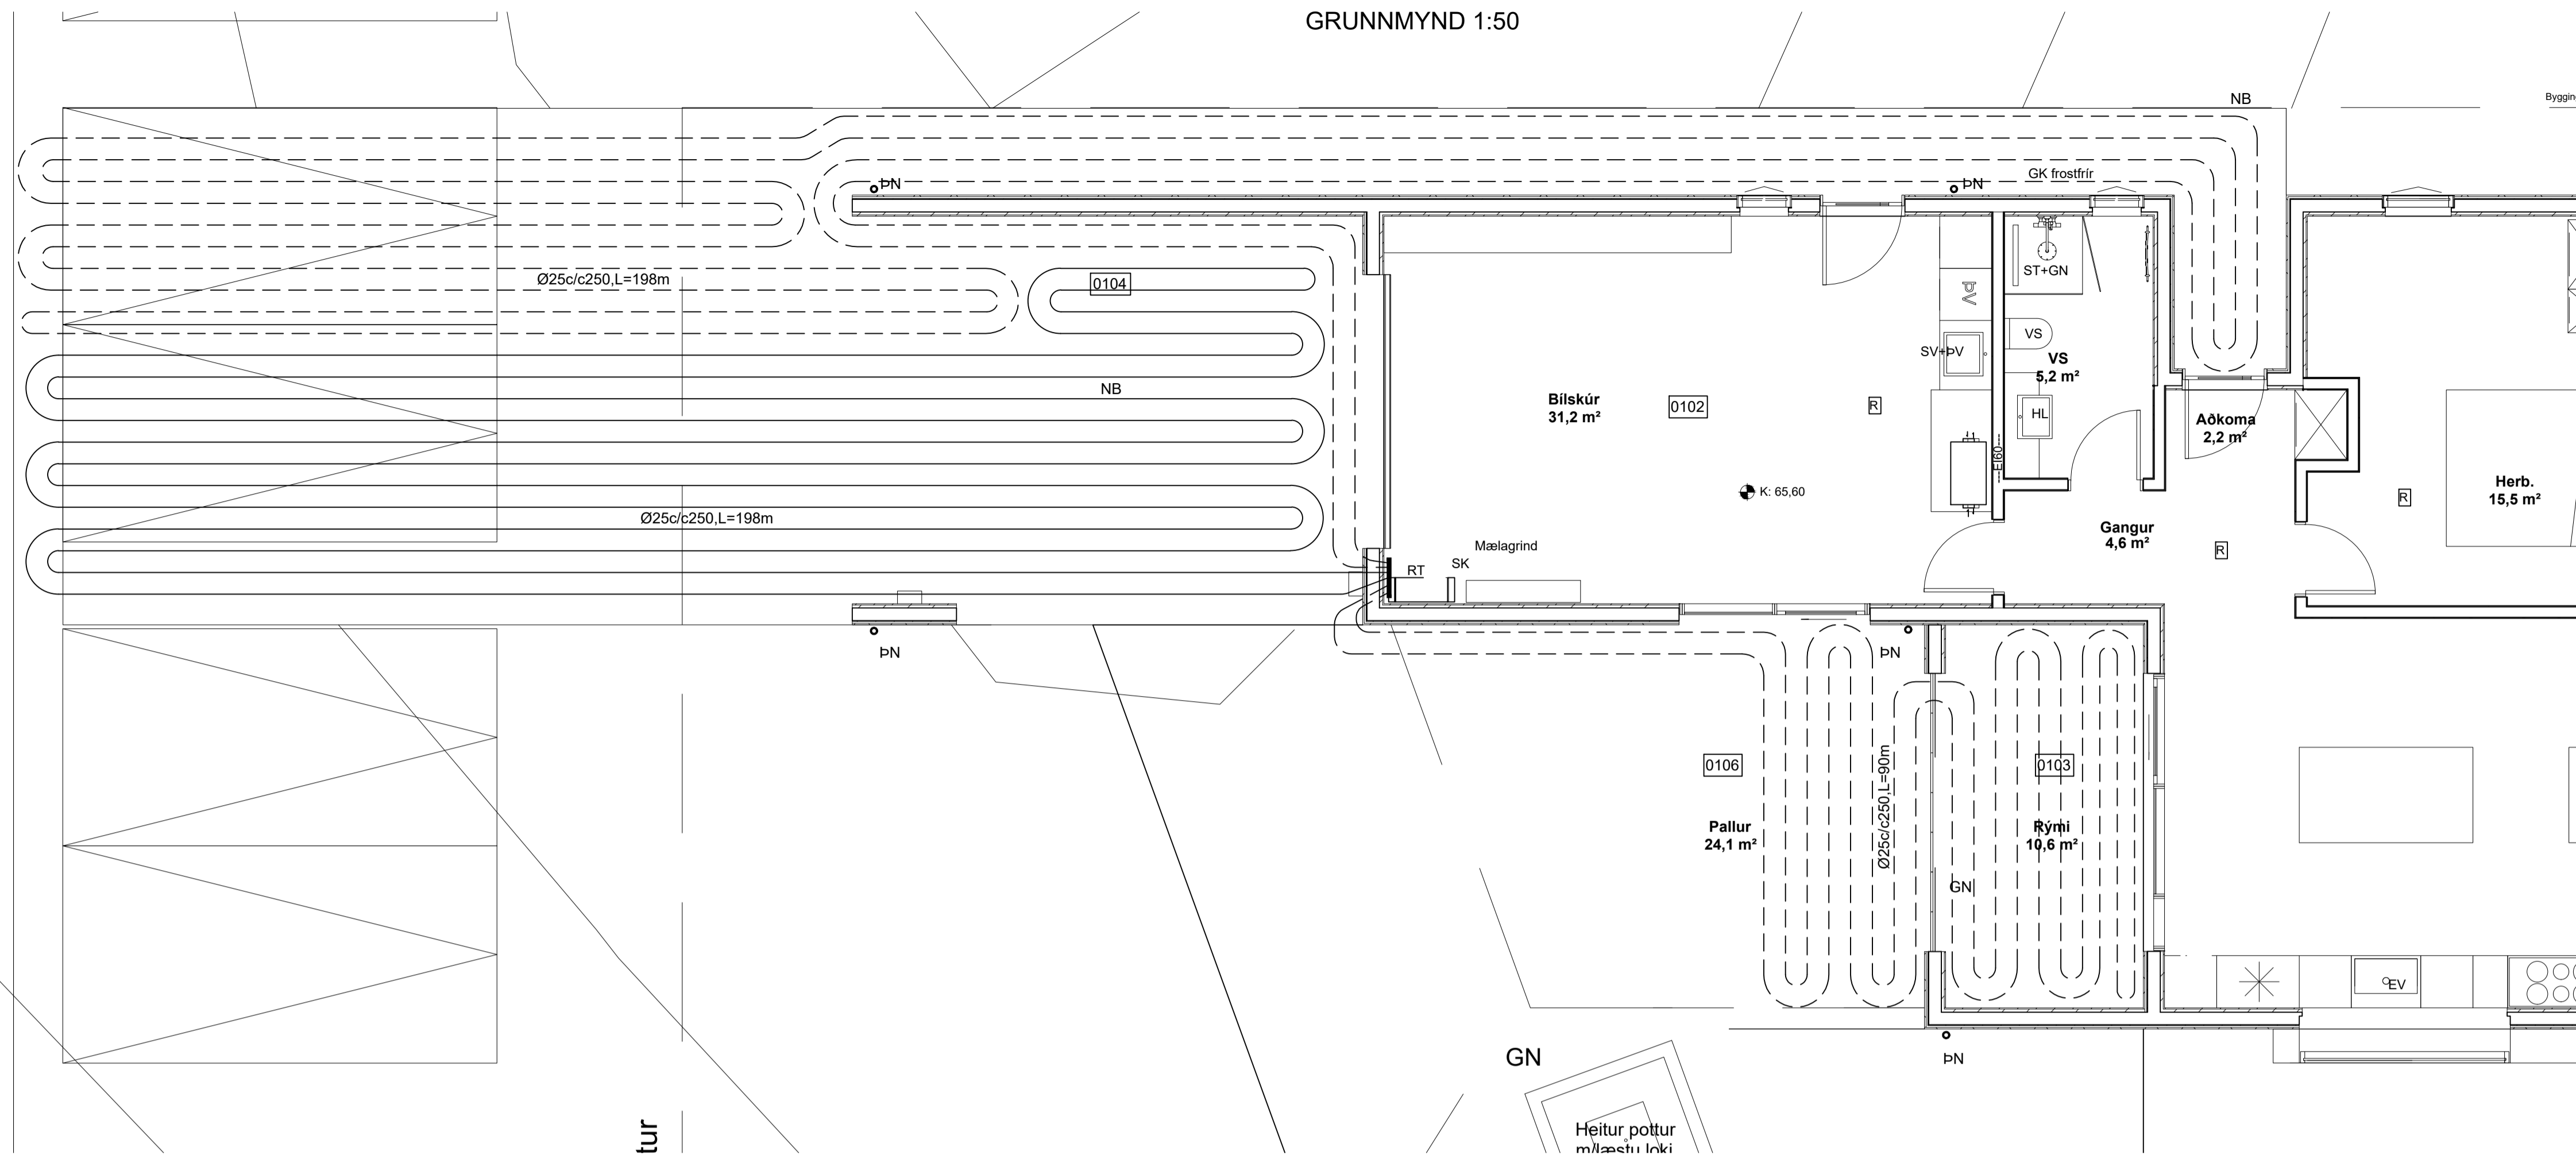 GRUNNMYND 1:50
NB
ÞN
ÞN
GK frostfrír
ST+GN
ÞV
Ø25c/c250,L=198m
0104
VS
SV+ÞV
VS
5,2 m²
NB
Bílskúr
31,2 m²
0102
R
HL
Aðkoma
2,2 m²
EI60
K: 65,60
R
Herb.
15,5 m²
Ø25c/c250,L=198m
Gangur
4,6 m²
R
Mælagrind
RT
SK
ÞN
ÞN
0106
Ø25c/c250,L=90m
0103
Pallur
24,1 m²
Rými
10,6 m²
GN
EV
GN
ÞN
Heitur pottur
m/læstu loki